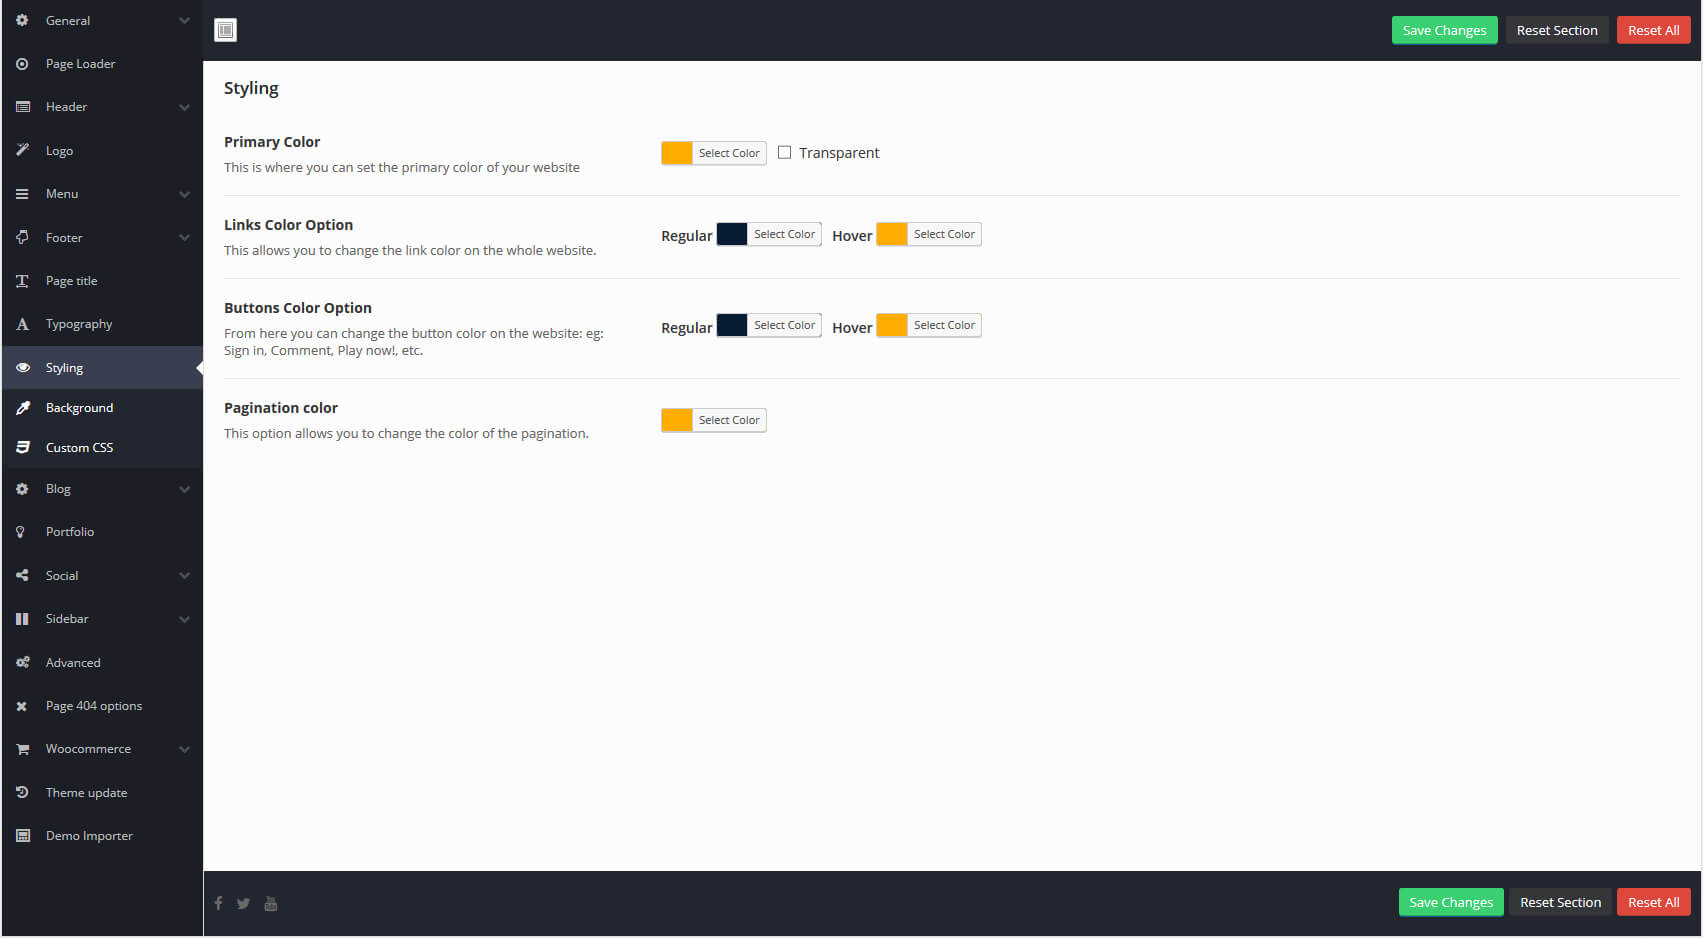 General
Page Loader
Header
Logo
Menu
Footer
Page title
Typography
Styling
Background
Custom CSS
Blog
Portfolio
Social
Sidebar
Advanced
Page 404 options
Woocommerce
Theme update
Demo Importer
Save Changes Reset Section Reset All
Styling
Primary Color
This is where you can set the primary color of your website
Select Color Transparent
Links Color Option
This allows you to change the link color on the whole website.
Regular Select Color Hover Select Color
Buttons Color Option
From here you can change the button color on the website: eg:
Sign in, Comment, Play now!, etc.
Regular Select Color Hover Select Color
Pagination color
This option allows you to change the color of the pagination.
Select Color
Save Changes Reset Section Reset All